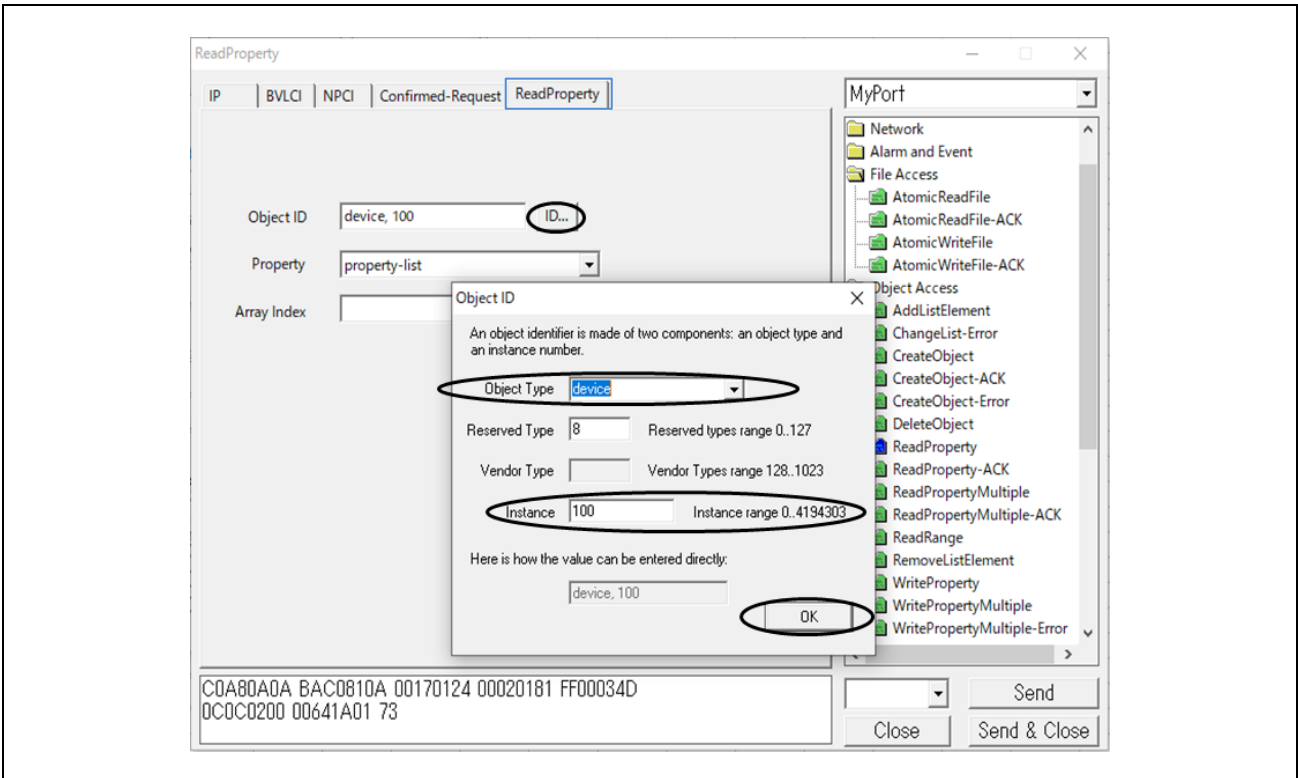 ReadProperty
IP BVLCI NPCI Confirmed-Request ReadProperty
Object ID device, 100 ID...
Property property-list
Array Index
Object ID
An object identifier is made of two components: an object type and
an instance number.
Object Type device
Reserved Type 8 Reserved types range 0..127
Vendor Type Vendor Types range 128..1023
Instance 100 Instance range 0..4194303
Here is how the value can be entered directly:
device, 100
OK
MyPort
Network
Alarm and Event
File Access
AtomicReadFile
AtomicReadFile-ACK
AtomicWriteFile
AtomicWriteFile-ACK
Object Access
AddListElement
ChangeList-Error
CreateObject
CreateObject-ACK
CreateObject-Error
DeleteObject
ReadProperty
ReadProperty-ACK
ReadPropertyMultiple
ReadPropertyMultiple-ACK
ReadRange
RemoveListElement
WriteProperty
WritePropertyMultiple
WritePropertyMultiple-Error
C0A80A0A BAC0810A 00170124 00020181 FF00034D
0C0C0200 00641A01 73
Send
Close Send & Close